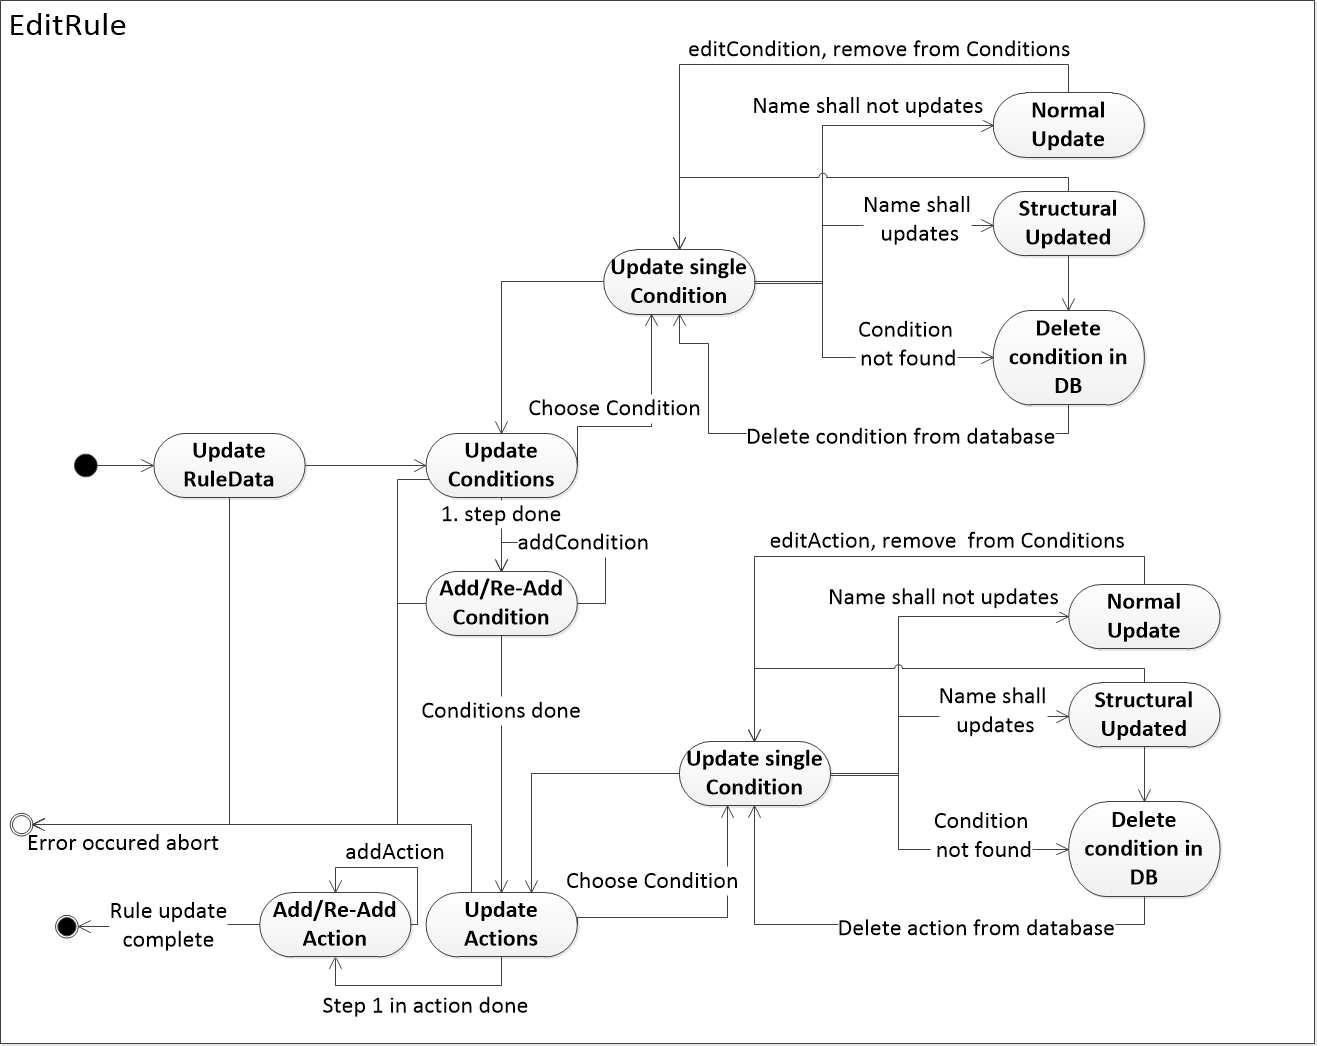 EditRule
editCondition, remove from Conditions
Name shall not updates
Normal
Update
Name shall
updates
Structural
Updated
Update single
Condition
Condition
not found
Delete
condition in
DB
Choose Condition
Delete condition from database
Update
RuleData
Update
Conditions
1. step done
addCondition
Add/Re-Add
Condition
editAction, remove  from Conditions
Name shall not updates
Normal
Update
Conditions done
Name shall
updates
Structural
Updated
Update single
Condition
Condition
not found
Delete
condition in
DB
Error occured abort
addAction
Choose Condition
Rule update
complete
Add/Re-Add
Action
Update
Actions
Delete action from database
Step 1 in action done